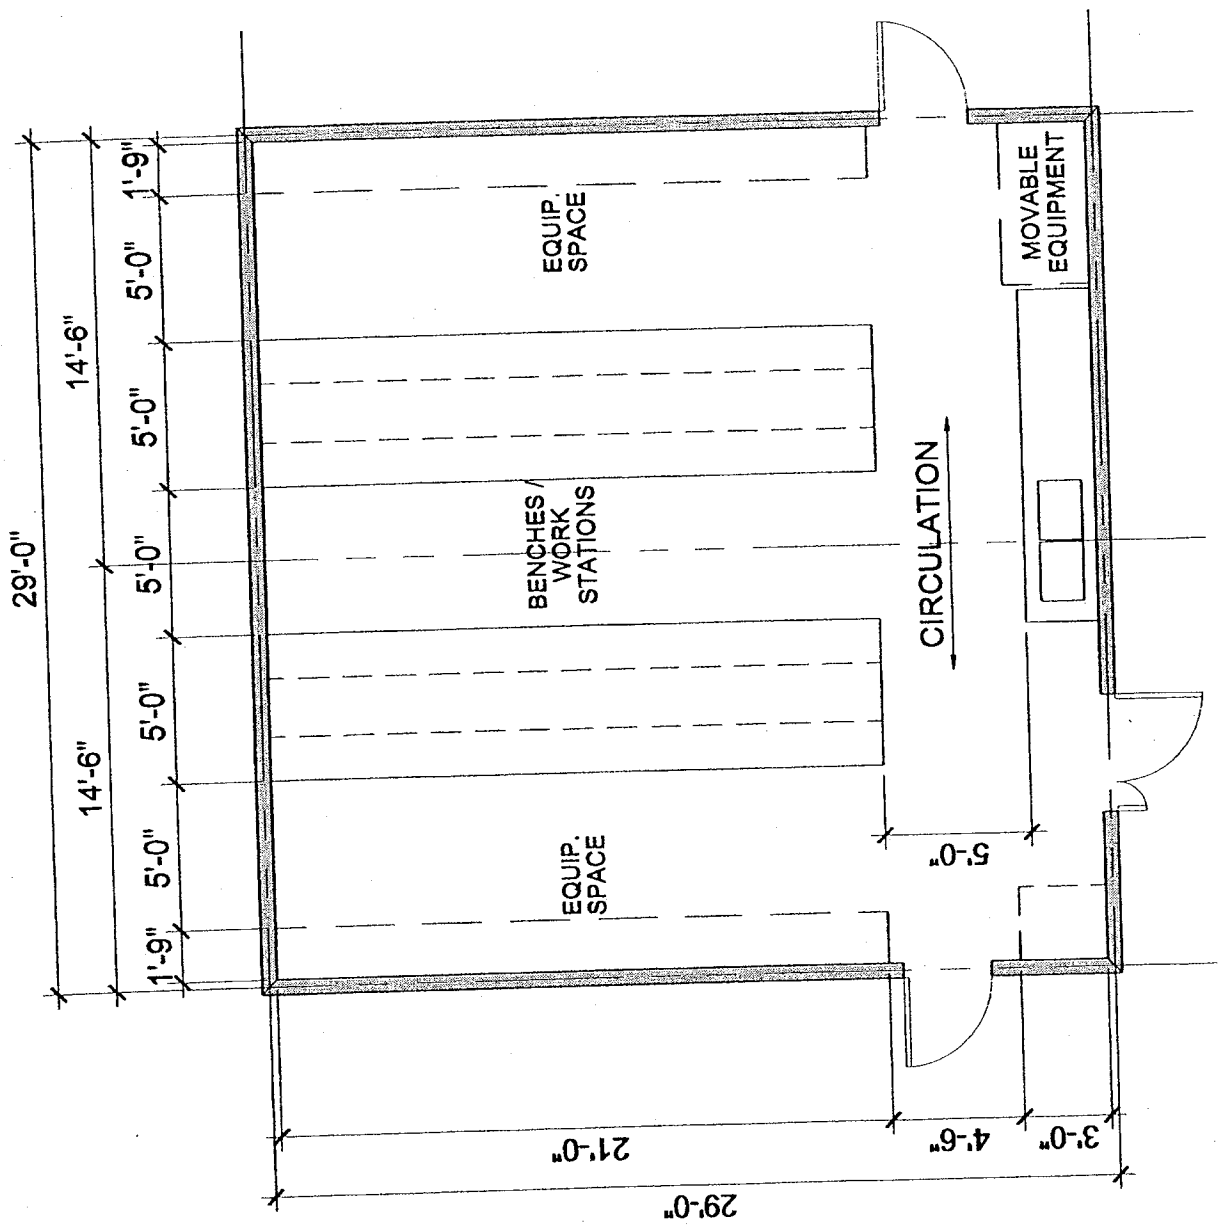 29'-0"
14'-6"
14'-6"
1'-9"
5'-0"
5'-0"
5'-0"
5'-0"
5'-0"
1'-9"
EQUIP.
SPACE
BENCHES /
WORK
STATIONS
EQUIP.
SPACE
CIRCULATION
MOVABLE
EQUIPMENT
5'-0"
21'-0"
4'-6"
3'-0"
29'-0"